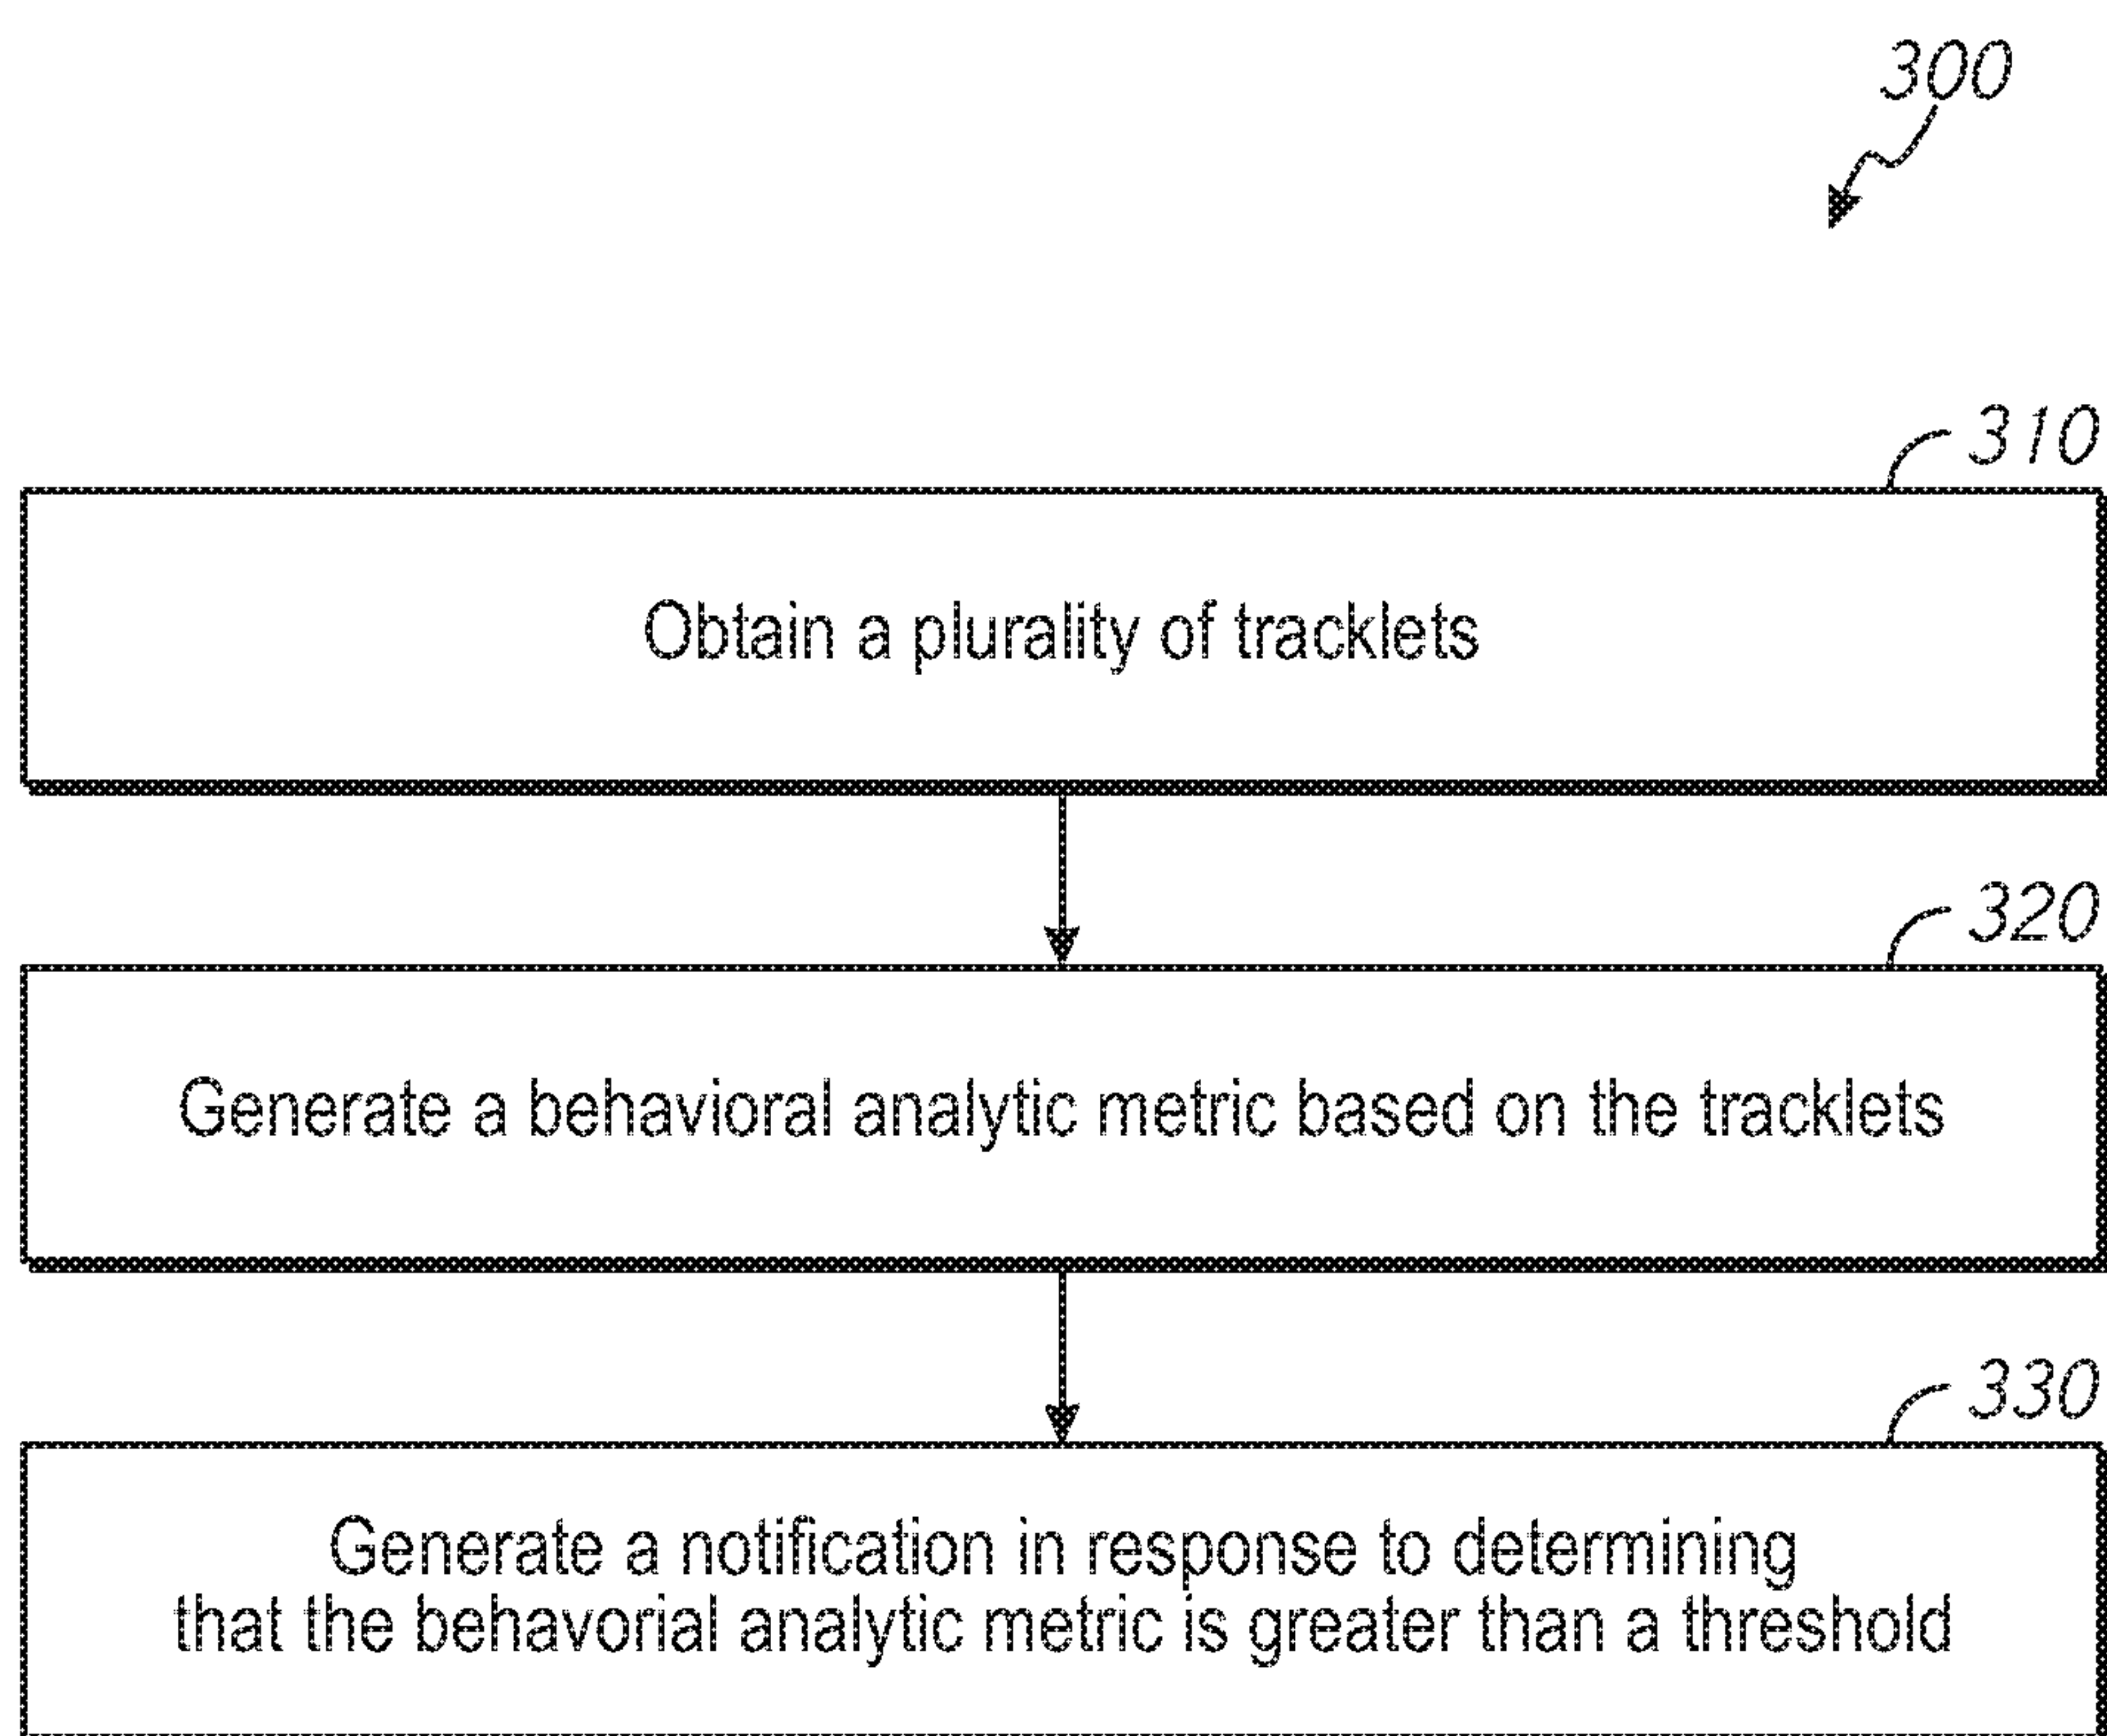 300
310
Obtain a plurality of tracklets
320
Generate a behavioral analytic metric based on the tracklets
330
Generate a notification in response to determining
that the behavorial analytic metric is greater than a threshold